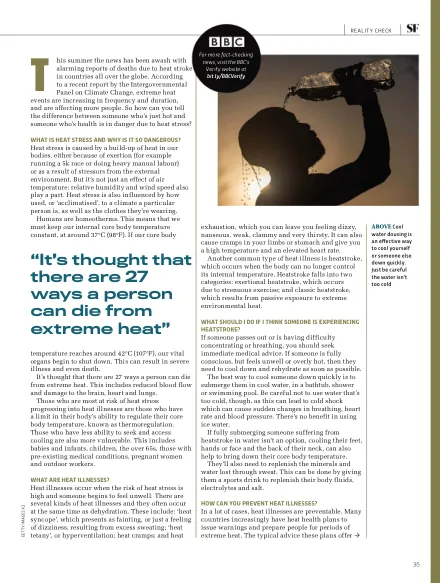 REALITY CHECK
SF
BBC
For more fact-checking
news, visit the BBC's
Verify website at
bit.ly/BBCVerify
This summer the news has been awash with
alarming reports of deaths due to heat stroke
in countries all over the globe. According
to a recent report by the Intergovernmental
Panel on Climate Change, extreme heat
events are increasing in frequency and duration,
and are affecting more people. So how can you tell
the difference between someone who's just hot and
someone who's health is in danger due to heat stress?
WHAT IS HEAT STRESS AND WHY IS IT SO DANGEROUS?
Heat stress is caused by a build-up of heat in our
bodies, either because of exertion (for example
running a 5k race or doing heavy manual labour)
or as a result of stressors from the external
environment. But it's not just an effect of air
temperature; relative humidity and wind speed also
play a part. Heat stress is also influenced by how
used, or 'acclimatised', to a climate a particular
person is, as well as the clothes they're wearing.
Humans are homeotherms. This means that we
must keep our internal core body temperature
constant, at around 37°C (98°F). If our core body
"It's thought that
there are 27
ways a person
can die from
extreme heat"
temperature reaches around 42°C (107°F), our vital
organs begin to shut down. This can result in severe
illness and even death.
It's thought that there are 27 ways a person can die
from extreme heat. This includes reduced blood flow
and damage to the brain, heart and lungs.
Those who are most at risk of heat stress
progressing into heat illnesses are those who have
a limit in their body's ability to regulate their core
body temperature, known as thermoregulation.
Those who have less ability to seek and access
cooling are also more vulnerable. This includes
babies and infants, children, the over 65s, those with
pre-existing medical conditions, pregnant women
and outdoor workers.
WHAT ARE HEAT ILLNESSES?
Heat illnesses occur when the risk of heat stress is
high and someone begins to feel unwell. There are
several kinds of heat illnesses and they often occur
at the same time as dehydration. These include: 'heat
syncope', which presents as fainting, or just a feeling
of dizziness, resulting from excess sweating; 'heat
tetany', or hyperventilation; heat cramps; and heat
GETTY IMAGES X2
exhaustion, which can leave you feeling dizzy,
nauseous, weak, clammy and very thirsty. It can also
cause cramps in your limbs or stomach and give you
a high temperature and an elevated heart rate.
Another common type of heat illness is heatstroke,
which occurs when the body can no longer control
its internal temperature. Heatstroke falls into two
categories: exertional heatstroke, which occurs
due to strenuous exercise; and classic heatstroke,
which results from passive exposure to extreme
environmental heat.
WHAT SHOULD I DO IF I THINK SOMEONE IS EXPERIENCING
HEATSTROKE?
If someone passes out or is having difficulty
concentrating or breathing, you should seek
immediate medical advice. If someone is fully
conscious, but feels unwell or overly hot, then they
need to cool down and rehydrate as soon as possible.
The best way to cool someone down quickly is to
submerge them in cool water, in a bathtub, shower
or swimming pool. Be careful not to use water that's
too cold, though, as this can lead to cold shock
which can cause sudden changes in breathing, heart
rate and blood pressure. There's no benefit in using
ice water.
If fully submerging someone suffering from
heatstroke in water isn't an option, cooling their feet,
hands or face and the back of their neck, can also
help to bring down their core body temperature.
They'll also need to replenish the minerals and
water lost through sweat. This can be done by giving
them a sports drink to replenish their body fluids,
electrolytes and salt.
HOW CAN YOU PREVENT HEAT ILLNESSES?
In a lot of cases, heat illnesses are preventable. Many
countries increasingly have heat health plans to
issue warnings and prepare people for periods of
extreme heat. The typical advice these plans offer →
ABOVE Cool
water dousing is
an effective way
to cool yourself
or someone else
down quickly,
just be careful
the water isn't
too cold
95